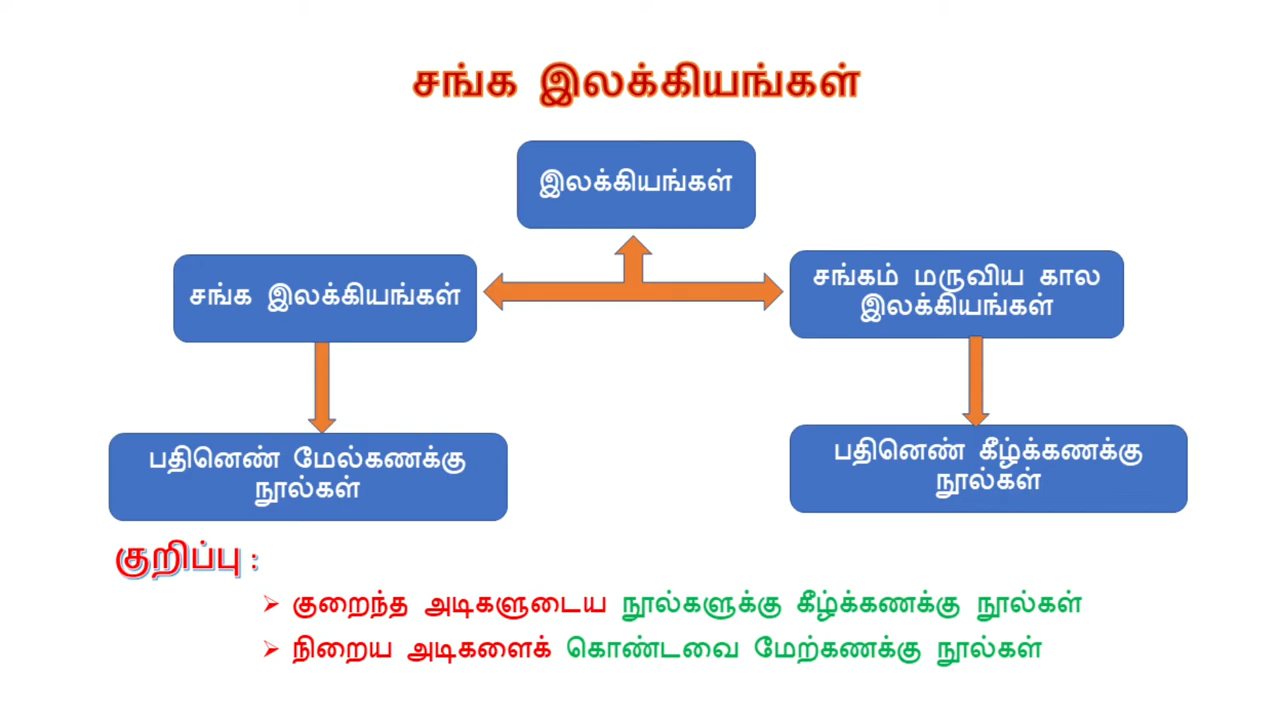 சங்க இலக்கியங்கள்
இலக்கியங்கள்
சங்க இலக்கியங்கள்
சங்கம் மருவிய கால
இலக்கியங்கள்
பதினெண் மேல்கணக்கு
நூல்கள்
பதினெண் கீழ்க்கணக்கு
நூல்கள்
குறிப்பு :
➢ குறைந்த அடிகளுடைய நூல்களுக்கு கீழ்க்கணக்கு நூல்கள்
➢ நிறைய அடிகளைக் கொண்டவை மேற்கணக்கு நூல்கள்